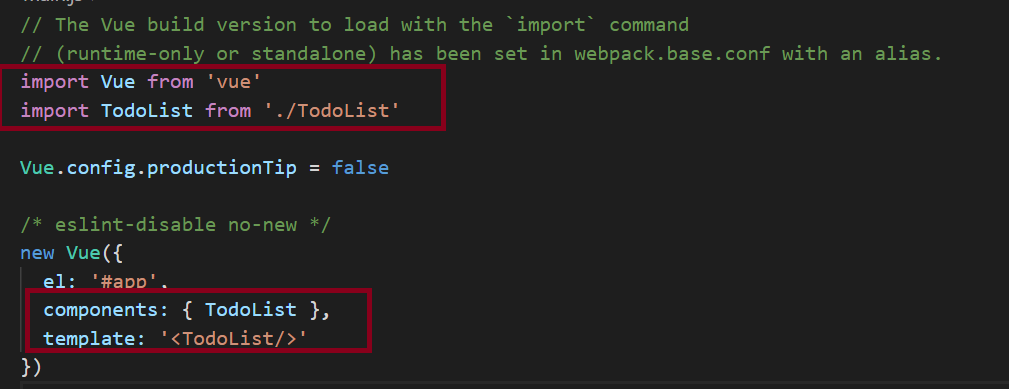 // The Vue build version to load with the `import` command
// (runtime-only or standalone) has been set in webpack.base.conf with an alias.
import Vue from 'vue'
import TodoList from './TodoList'
Vue.config.productionTip = false
/* eslint-disable no-new */
new Vue({
el: '#app',
components: { TodoList },
template: '<TodoList/>'
})